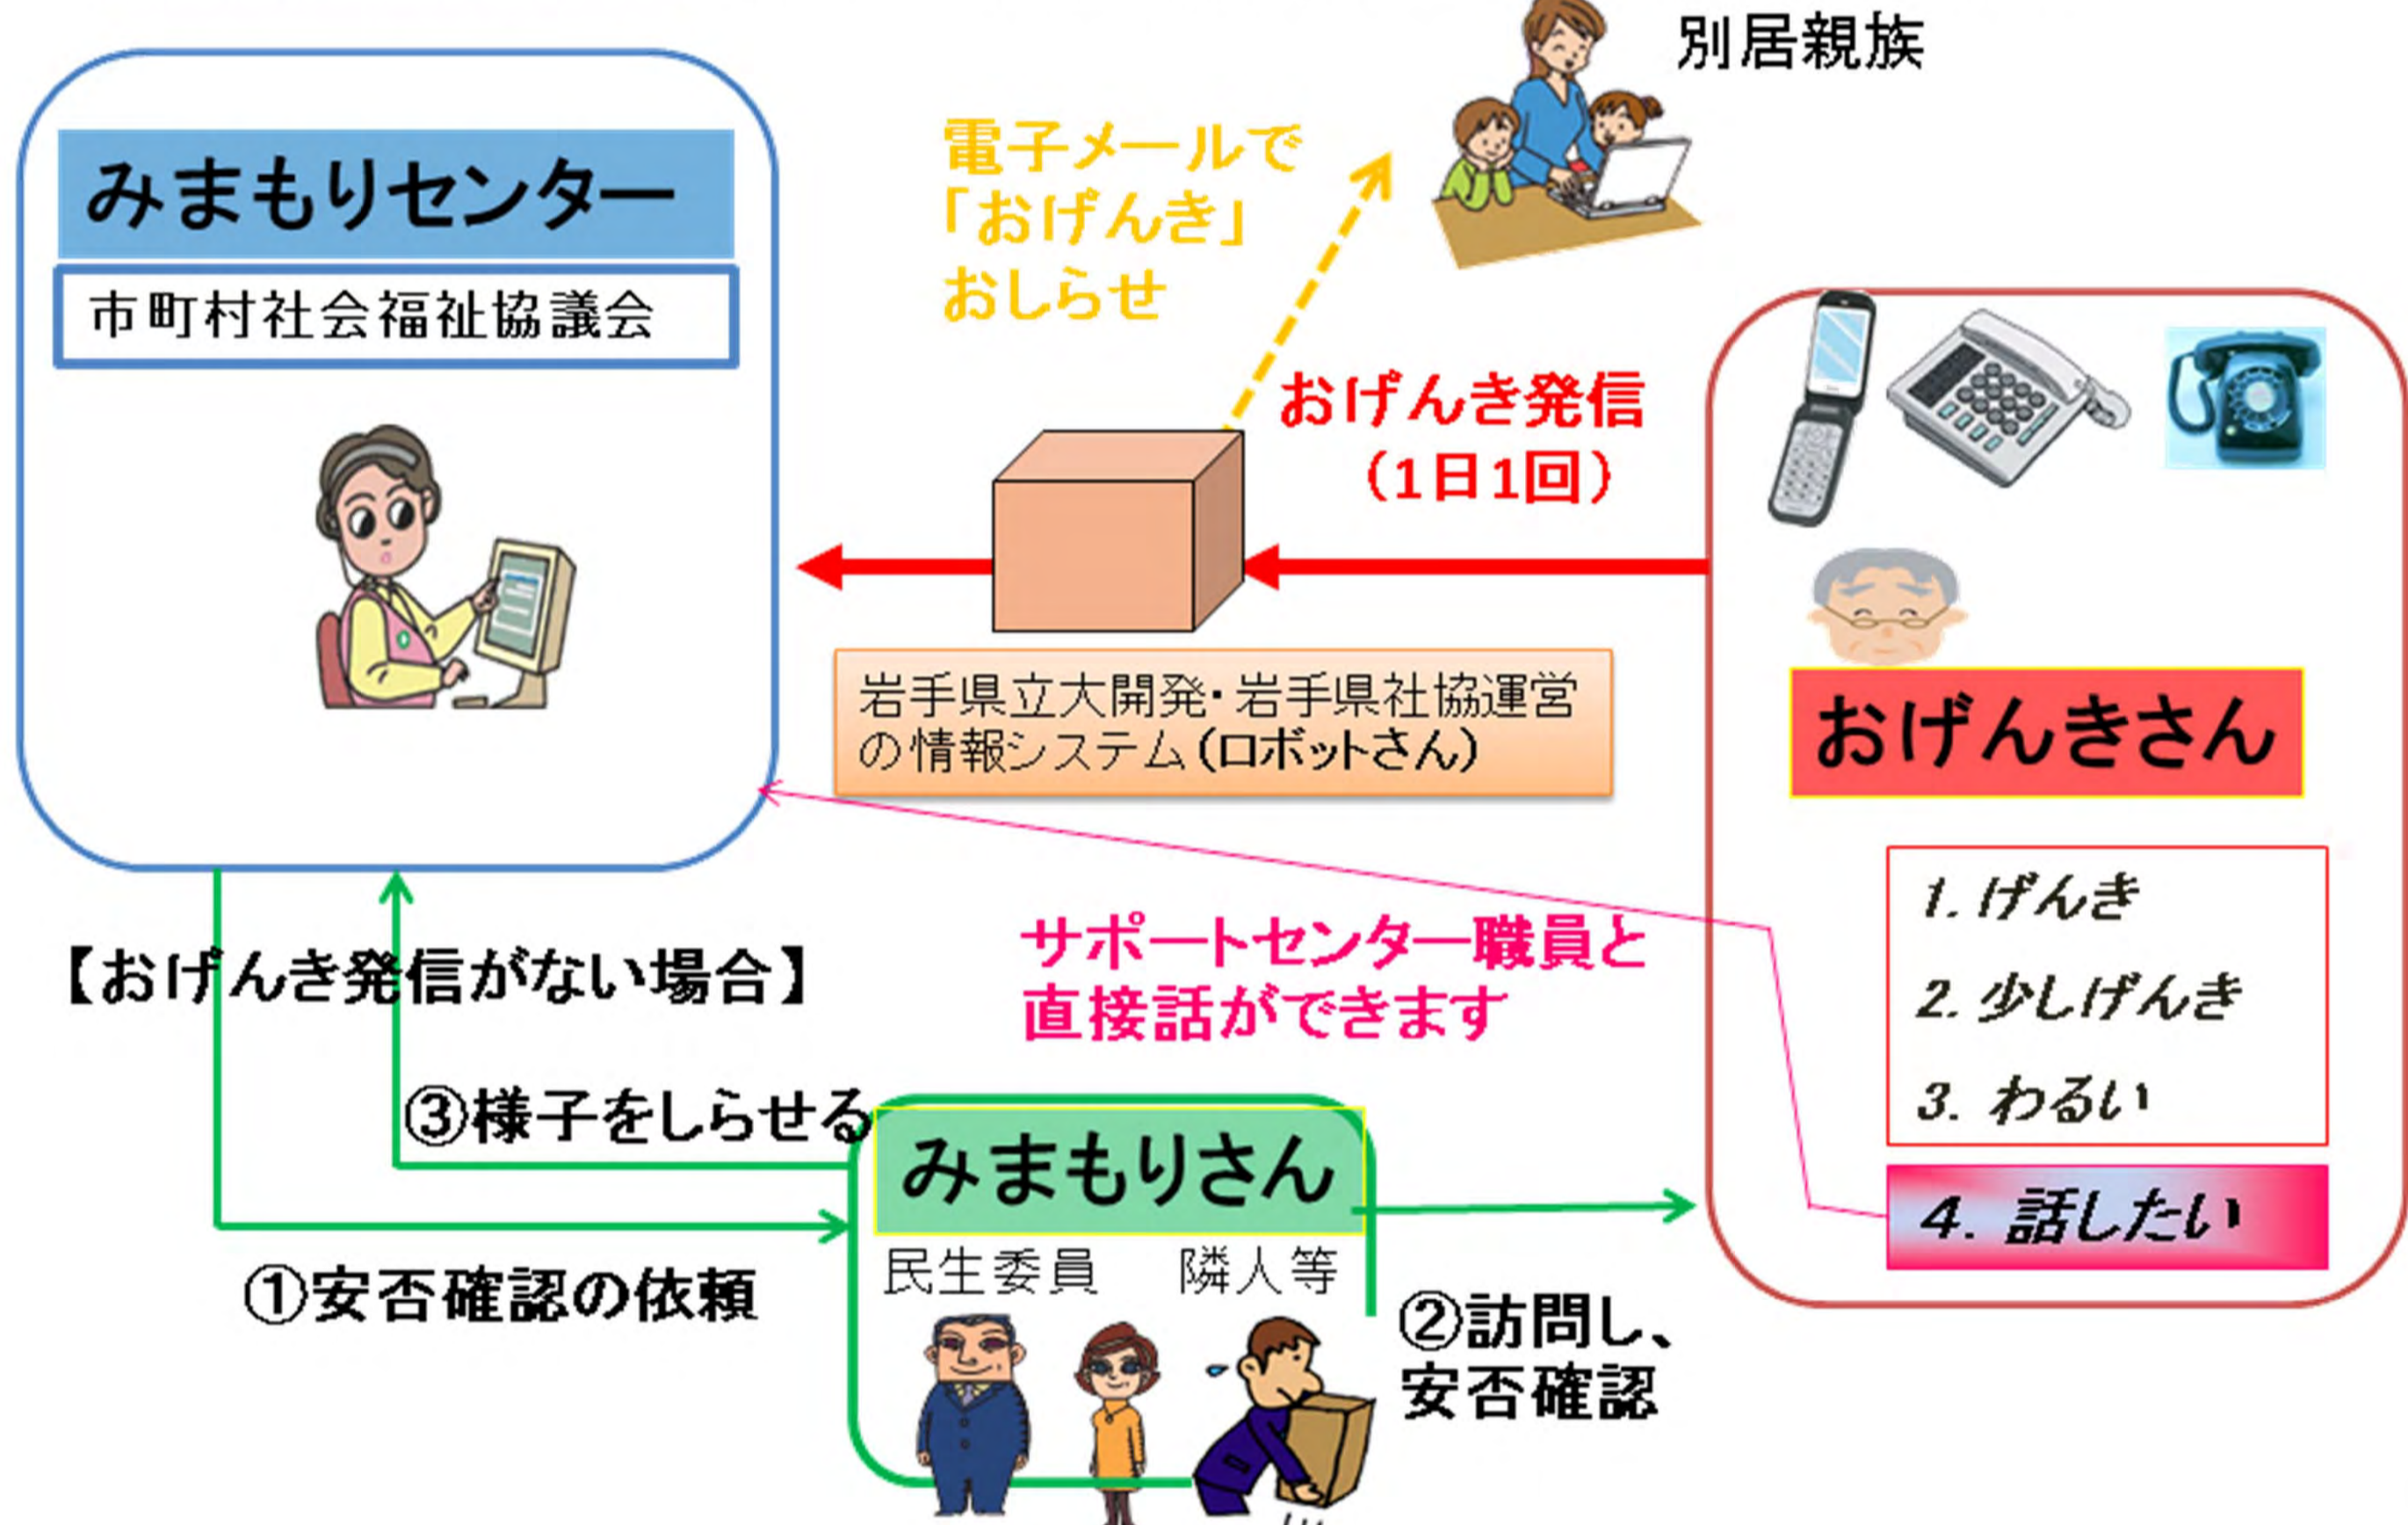 別居親族
みまもりセンター
市町村社会福祉協議会
電子メールで
「おげんき」
おしらせ
おげんき発信
（1日1回）
岩手県立大開発・岩手県社協運営
の情報システム（ロボットさん）
おげんきさん
1. げんき
2. 少しげんき
3. わるい
4. 話したい
サポートセンター職員と
直接話ができます
【おげんき発信がない場合】
③様子をしらせる
①安否確認の依頼
みまもりさん
民生委員　隣人等
②訪問し、
安否確認